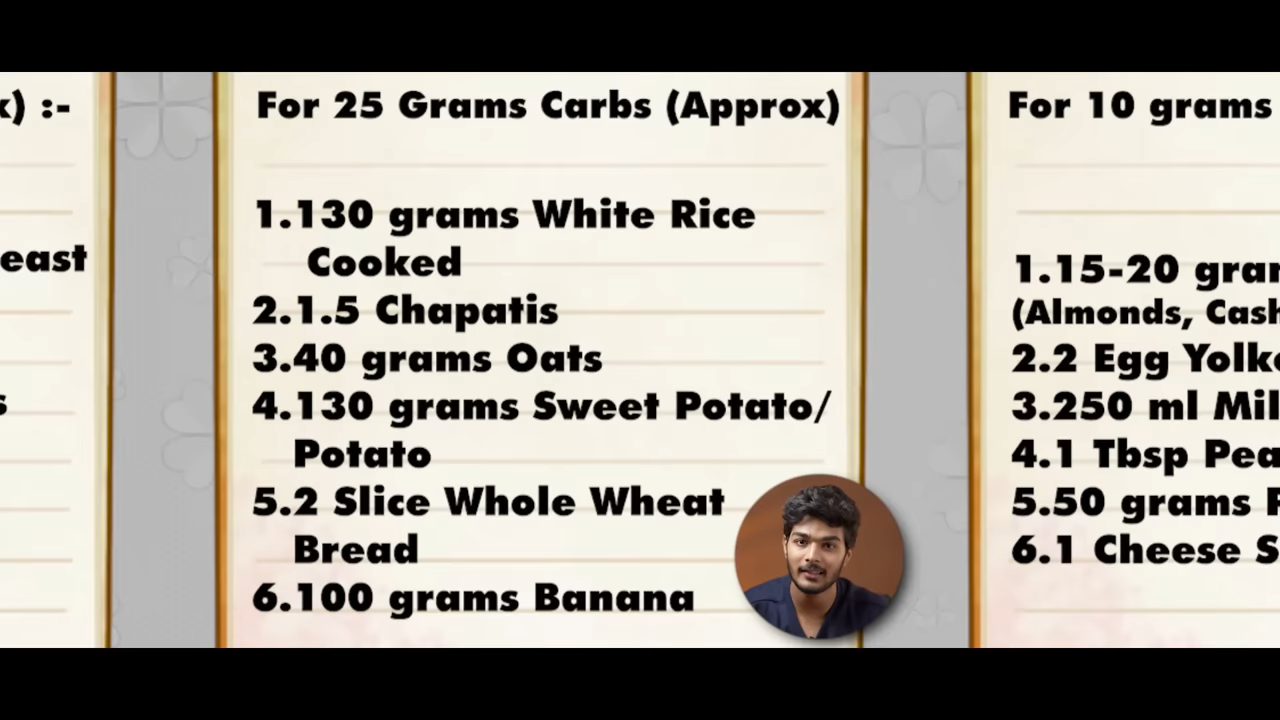 x) :-
east
s
For 25 Grams Carbs (Approx)
1.130 grams White Rice
Cooked
2.1.5 Chapatis
3.40 grams Oats
4.130 grams Sweet Potato/
Potato
5.2 Slice Whole Wheat
Bread
6.100 grams Banana
For 10 grams
1.15-20 gra
(Almonds, Cash
2.2 Egg Yolk
3.250 ml Mil
4.1 Tbsp Pea
5.50 grams
6.1 Cheese S